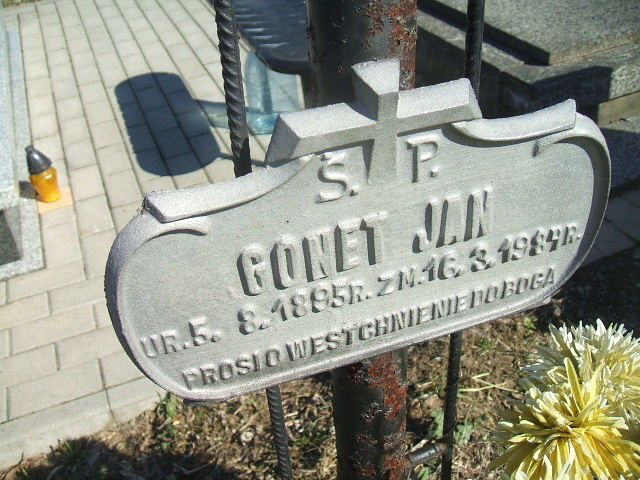 Ś. P.
GONET JAN
UR. 5. 8. 1895R. ZM. 16. 3. 1984R.
PROSI O WESTCHNIENIE DO BOGA